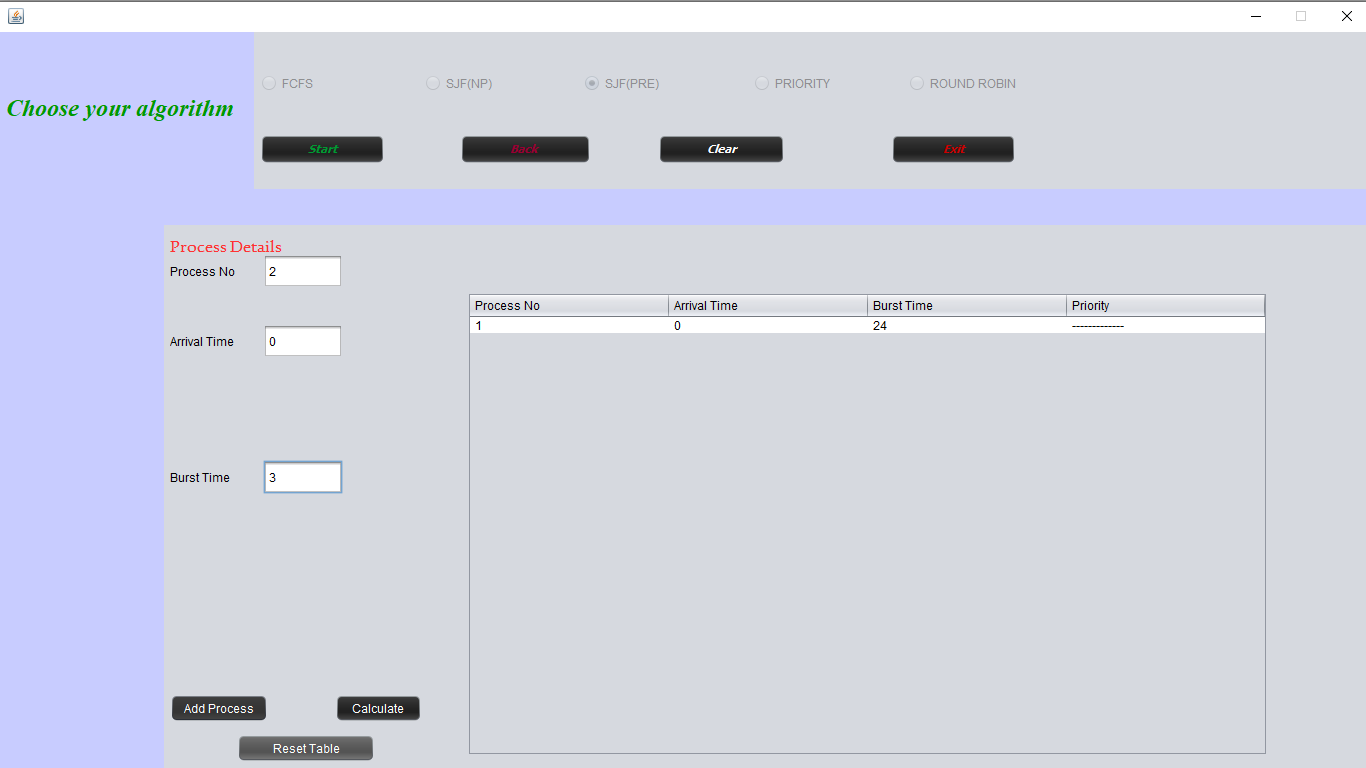 FCFS SJF(NP) SJF(PRE) PRIORITY ROUND ROBIN
Choose your algorithm
Start Back Clear Exit
Process Details
Process No 2
Arrival Time 0
Burst Time 3
Process No Arrival Time Burst Time Priority
1 0 24 -------------
Add Process Calculate
Reset Table